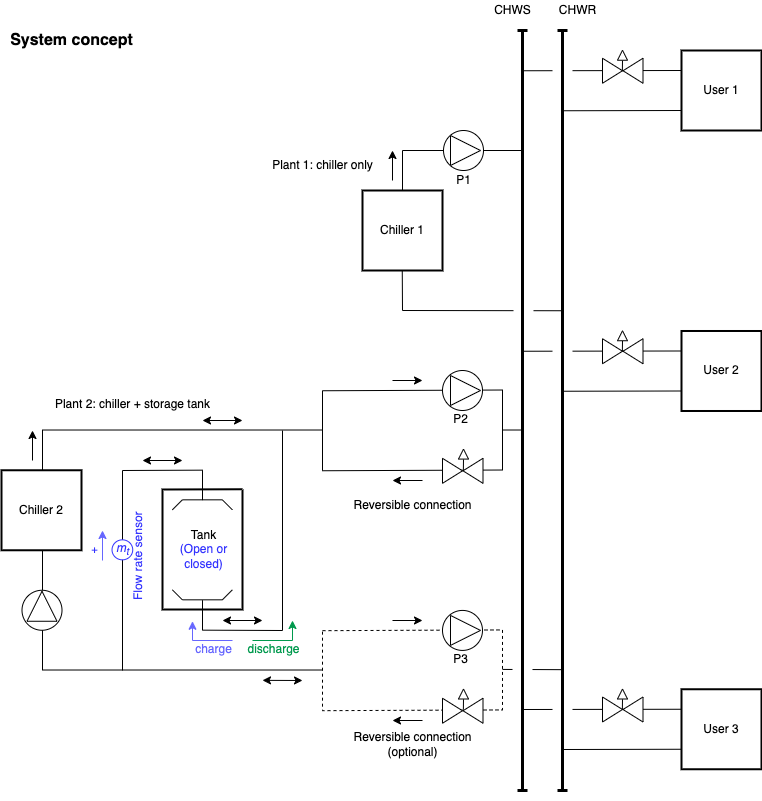 CHWS
CHWR
System concept
User 1
Plant 1: chiller only
P1
Chiller 1
User 2
Plant 2: chiller + storage tank
P2
Reversible connection
Chiller 2
Flow rate sensor
Tank
(Open or
closed)
+
ṁt
charge
discharge
P3
Reversible connection
(optional)
User 3